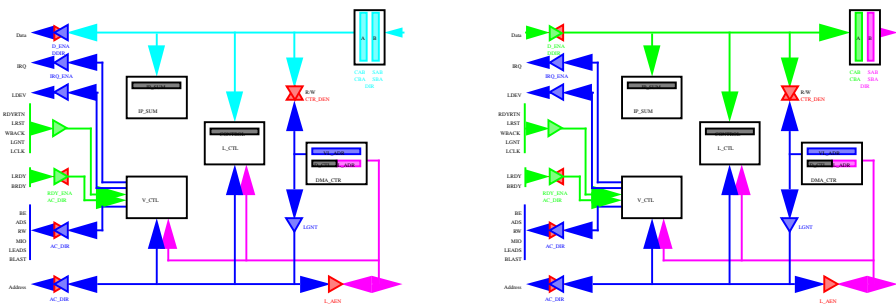 Data
D_ENA
DDIR
IRQ
IRQ_ENA
LDEV
RDYRTN
LRST
WBACK
LGNT
LCLK
LRDY
BRDY
RDY_ENA
AC_DIR
BE
ADS
RW
MIO
LEADS
BLAST
AC_DIR
Address
AC_DIR
IP_SUM
L_CTL
V_CTL
A B
CAB SAB
CBA SBA
DIR
R/W
CTR_DEN
DMA_CTR
LGNT
L_AEN
Data
D_ENA
DDIR
IRQ
IRQ_ENA
LDEV
RDYRTN
LRST
WBACK
LGNT
LCLK
LRDY
BRDY
RDY_ENA
AC_DIR
BE
ADS
RW
MIO
LEADS
BLAST
AC_DIR
Address
AC_DIR
IP_SUM
L_CTL
V_CTL
A B
CAB SAB
CBA SBA
DIR
R/W
CTR_DEN
DMA_CTR
LGNT
L_AEN